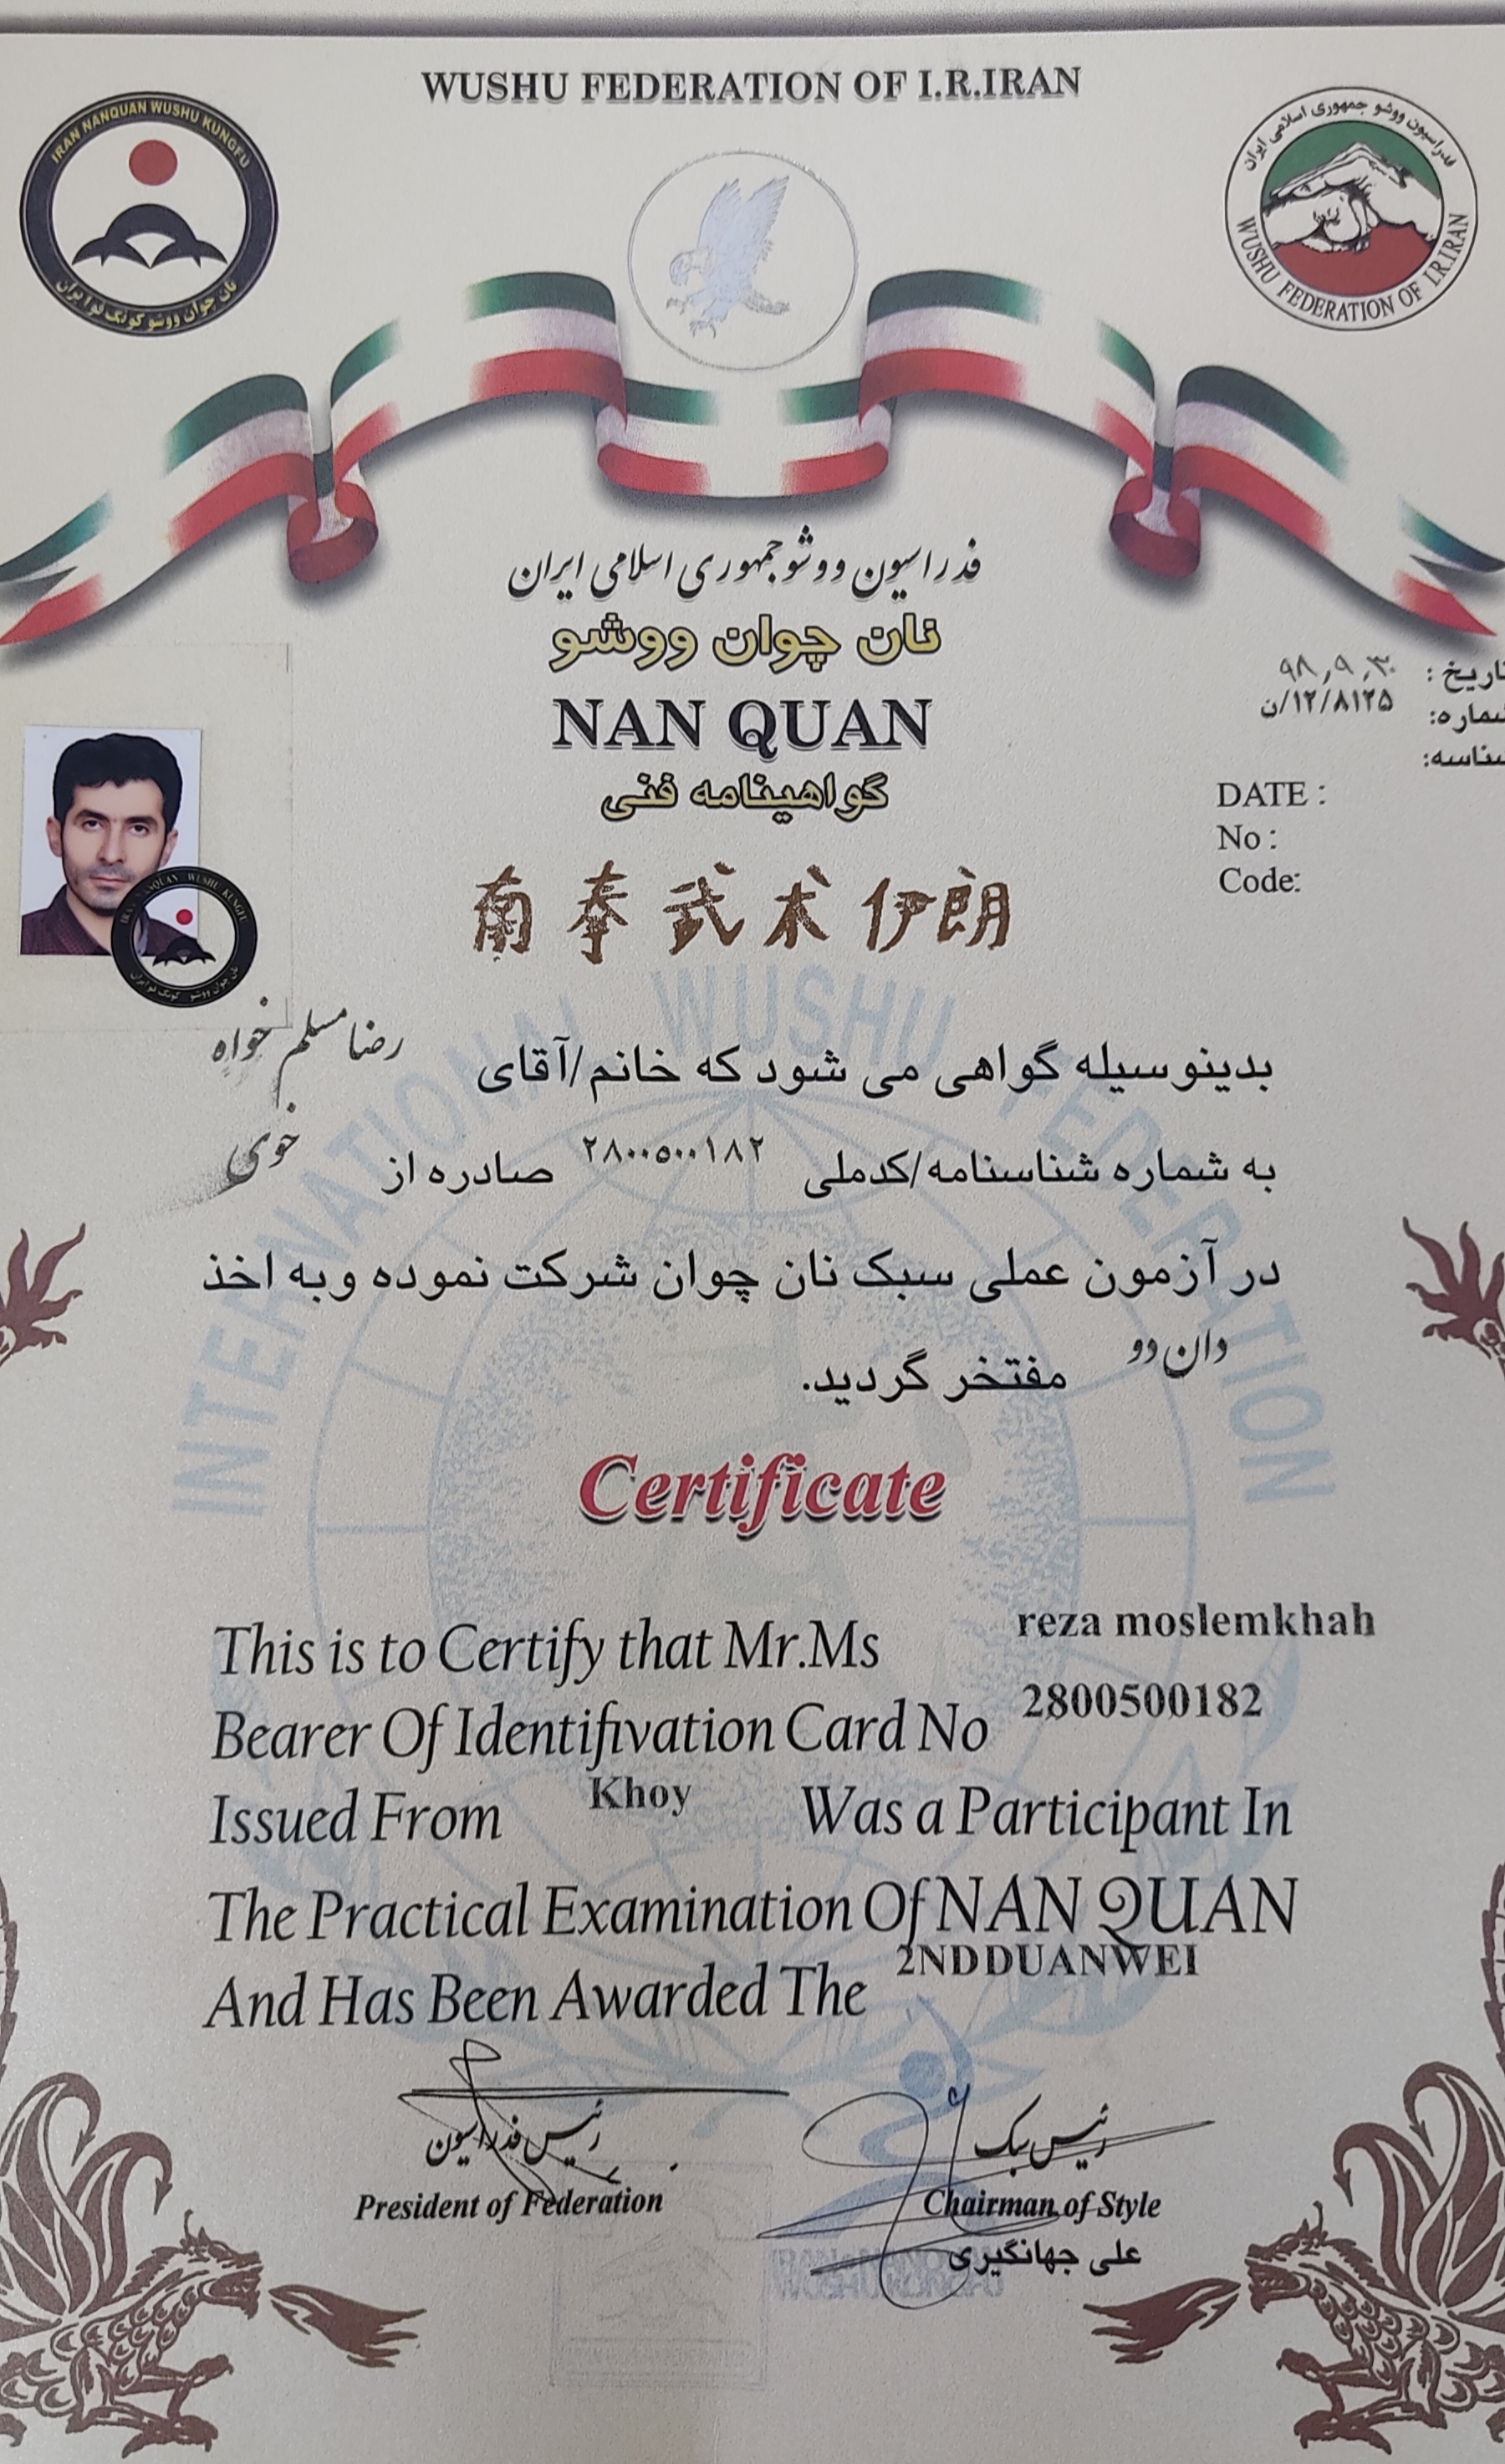 WUSHU FEDERATION OF I.R.IRAN
IRAN NANQUAN WUSHU KUNGFU
نان چوان ووشو کونگ فو ایران
فدراسیون ووشو جمهوری اسلامی ایران
WUSHU FEDERATION OF I.R.IRAN
فدراسیون ووشو جمهوری اسلامی ایران
نان چوان ووشو
NAN QUAN
گواهینامه فنی
اریخ : ۹۸,۹,۳۰
ماره: ۱۲/۸۱۲۵/ن
ناسه:
DATE :
No :
Code:
南拳武术伊朗
INTERNATIONAL WUSHU FEDERATION
بدینوسیله گواهی می شود که خانم/آقای رضا مسلم خواه
به شماره شناسنامه/کدملی ۲۸۰۰۵۰۰۱۸۲ صادره از خوی
در آزمون عملی سبک نان چوان شرکت نموده وبه اخذ
دان دو مفتخر گردید.
Certificate
This is to Certify that Mr.Ms reza moslemkhah
Bearer Of Identifivation Card No 2800500182
Issued From Khoy Was a Participant In
The Practical Examination Of NAN QUAN
And Has Been Awarded The 2ND DUANWEI
رئیس فدراسیون
President of Federation
رئیس سبک
Chairman of Style
علی جهانگیری